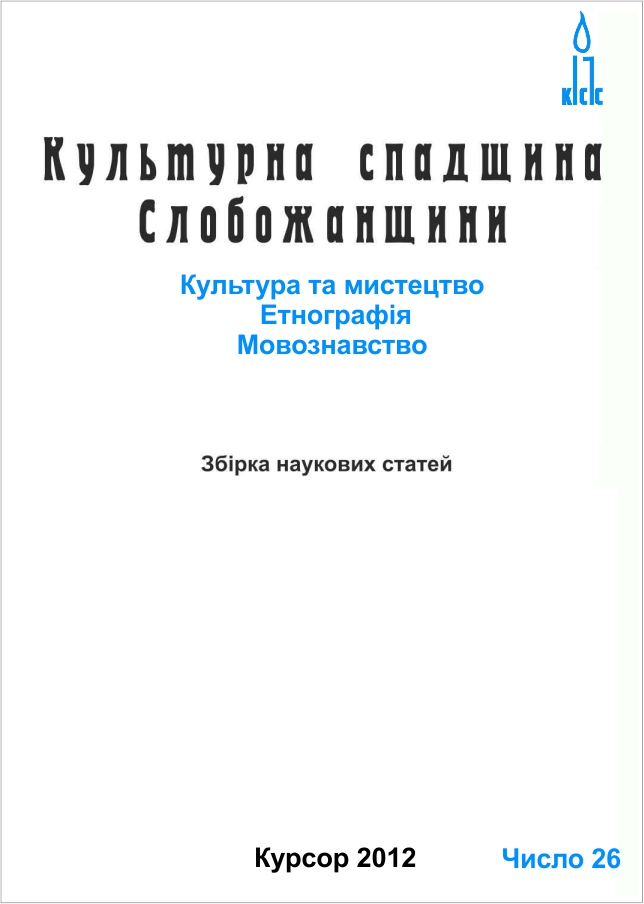 КСС
Культурна спадщина
Слобожанщини
Культура та мистецтво
Етнографія
Мовознавство
Збірка наукових статей
Курсор 2012
Число 26